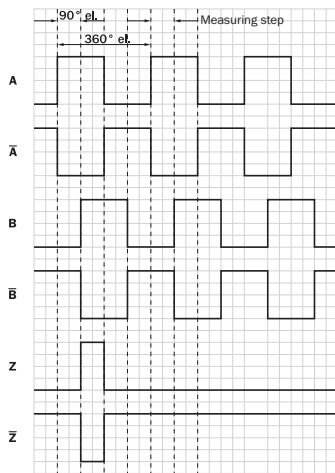 90° el.
Measuring step
360° el.
A
A̅
B
B̅
Z
Z̅